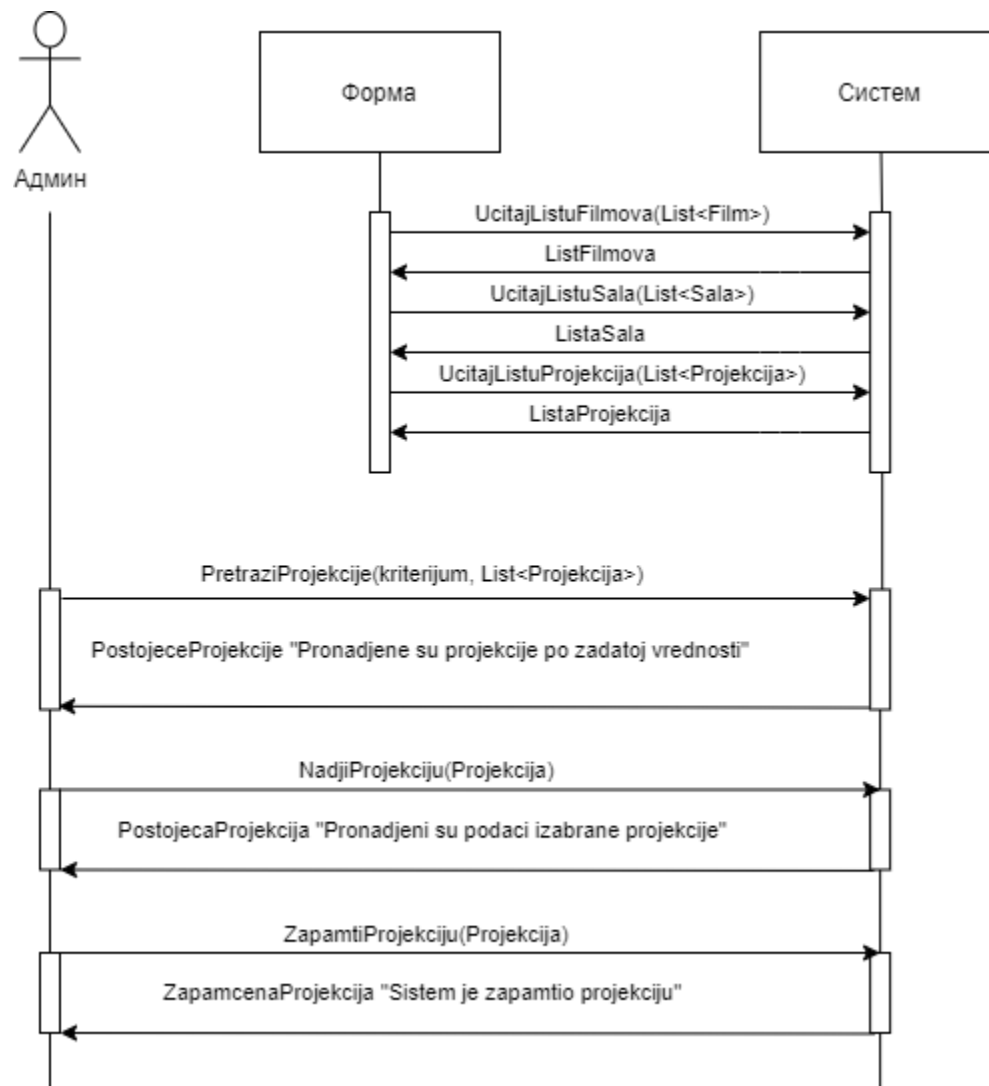 Форма
Систем
Админ
UcitajListuFilmova(List<Film>)
ListFilmova
UcitajListuSala(List<Sala>)
ListaSala
UcitajListuProjekcija(List<Projekcija>)
ListaProjekcija
PretraziProjekcije(kriterijum, List<Projekcija>)
PostojeceProjekcije "Pronadjene su projekcije po zadatoj vrednosti"
NadjiProjekciju(Projekcija)
PostojecaProjekcija "Pronadjeni su podaci izabrane projekcije"
ZapamtiProjekciju(Projekcija)
ZapamcenaProjekcija "Sistem je zapamtio projekciju"